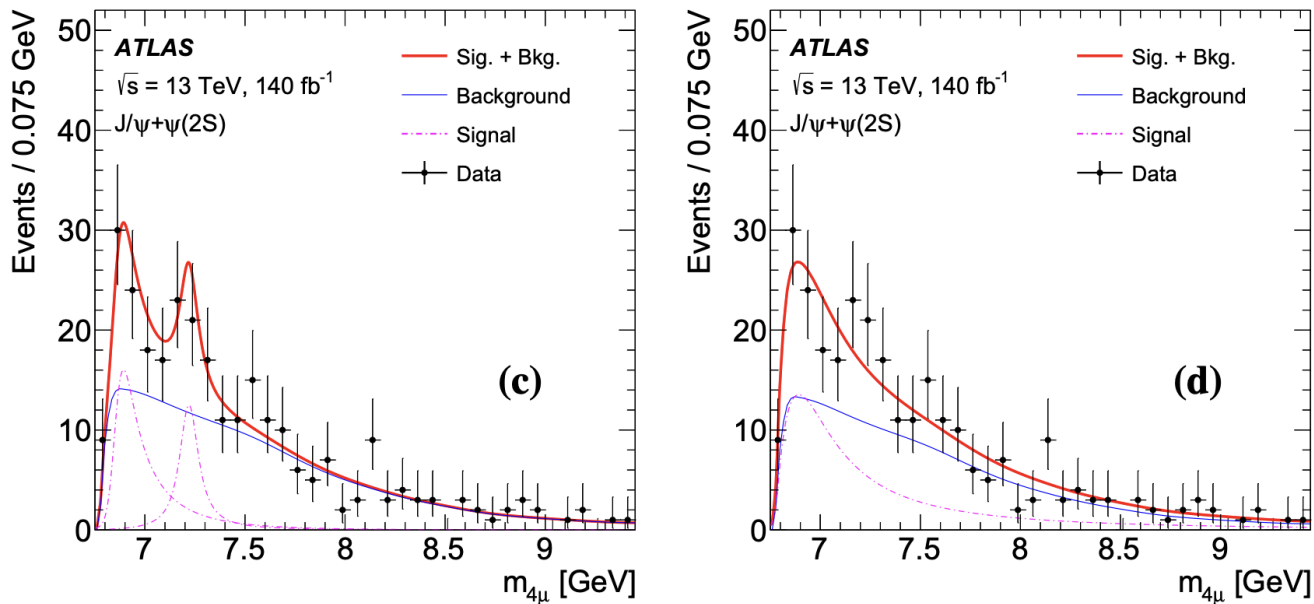 Events / 0.075 GeV
50
40
30
20
10
0
ATLAS
√s = 13 TeV, 140 fb⁻¹
J/ψ+ψ(2S)
Sig. + Bkg.
Background
Signal
Data
(c)
7 7.5 8 8.5 9
m₄μ [GeV]
Events / 0.075 GeV
50
40
30
20
10
0
ATLAS
√s = 13 TeV, 140 fb⁻¹
J/ψ+ψ(2S)
Sig. + Bkg.
Background
Signal
Data
(d)
7 7.5 8 8.5 9
m₄μ [GeV]